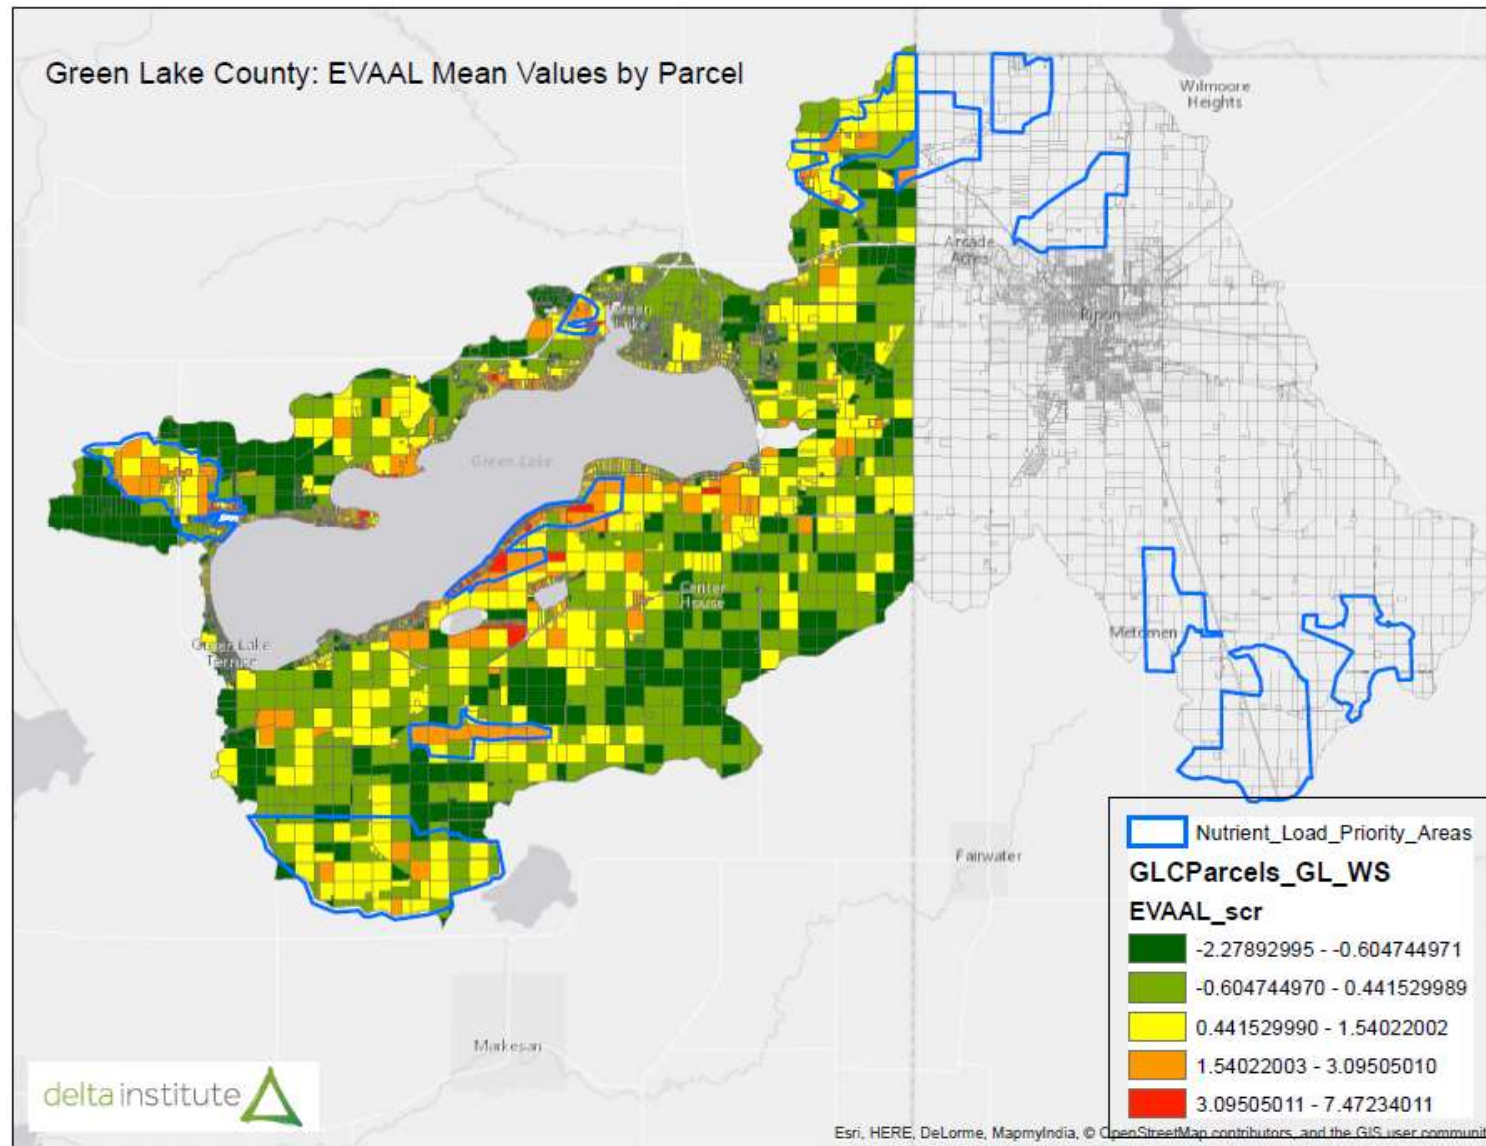 Green Lake County: EVAAL Mean Values by Parcel
Wilmoore
Heights
Arcade
Acres
Green
Lake
Ripon
Green Lake
Center
House
Green Lake
Terrace
Metomen
Fairwater
Markesan
Nutrient_Load_Priority_Areas
GLCParcels_GL_WS
EVAAL_scr
-2.27892995 - -0.604744971
-0.604744970 - 0.441529989
0.441529990 - 1.54022002
1.54022003 - 3.09505010
3.09505011 - 7.47234011
delta institute
Esri, HERE, DeLorme, MapmyIndia, © OpenStreetMap contributors, and the GIS user communit